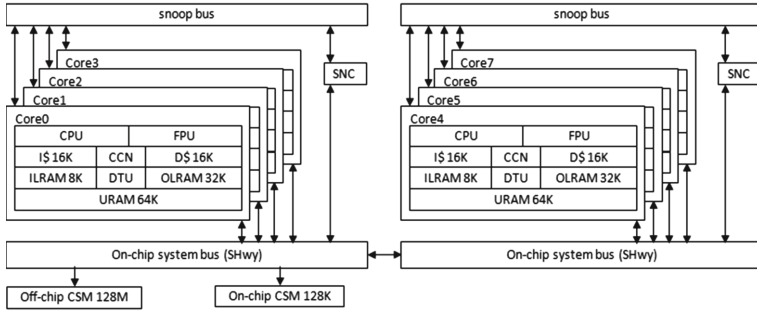 snoop bus
snoop bus
Core3
Core7
SNC
SNC
Core2
Core6
Core1
Core5
Core0
Core4
CPU FPU
CPU FPU
I$ 16K CCN D$ 16K
I$ 16K CCN D$ 16K
ILRAM 8K DTU OLRAM 32K
ILRAM 8K DTU OLRAM 32K
URAM 64K
URAM 64K
On-chip system bus (SHwy)
On-chip system bus (SHwy)
Off-chip CSM 128M
On-chip CSM 128K